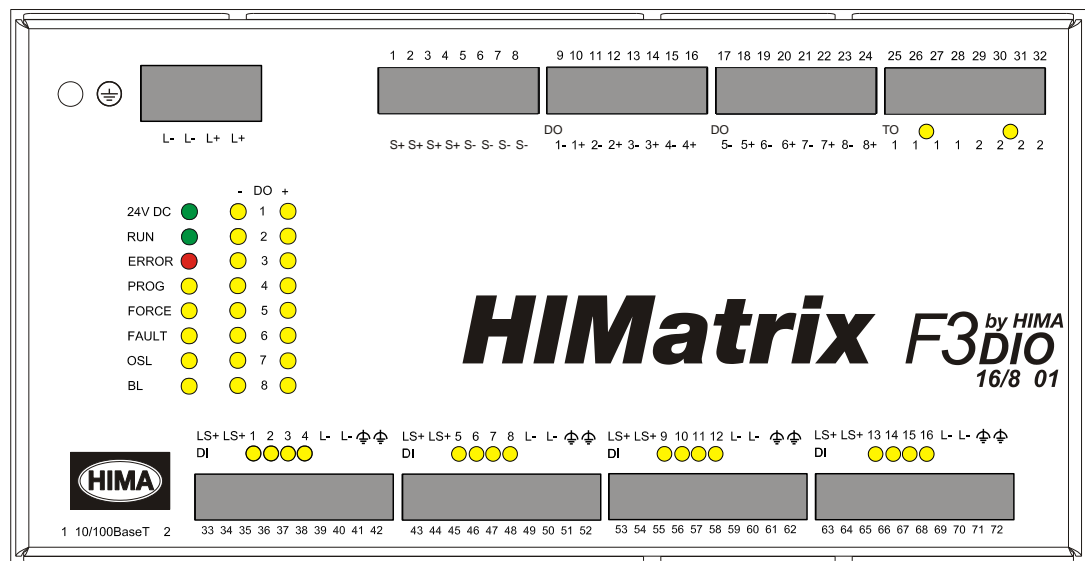 1 2 3 4 5 6 7 8 9 10 11 12 13 14 15 16 17 18 19 20 21 22 23 24 25 26 27 28 29 30 31 32
L- L- L+ L+
DO DO TO
S+ S+ S+ S+ S- S- S- S- 1- 1+ 2- 2+ 3- 3+ 4- 4+ 5- 5+ 6- 6+ 7- 7+ 8- 8+ 1 1 1 1 2 2 2 2
- DO +
24V DC 1
RUN 2
ERROR 3
PROG 4
FORCE 5
FAULT 6
OSL 7
BL 8
HIMatrix F3 by HIMA
DIO
16/8 01
LS+ LS+ 1 2 3 4 L- L- LS+ LS+ 5 6 7 8 L- L- LS+ LS+ 9 10 11 12 L- L- LS+ LS+ 13 14 15 16 L- L-
DI DI DI DI
HIMA
1 10/100BaseT 2 33 34 35 36 37 38 39 40 41 42 43 44 45 46 47 48 49 50 51 52 53 54 55 56 57 58 59 60 61 62 63 64 65 66 67 68 69 70 71 72